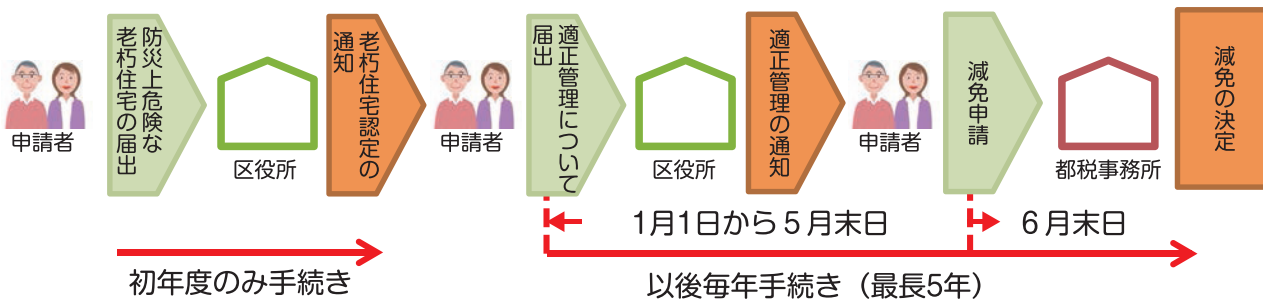 申請者
防災上危険な
老朽住宅の届出
区役所
老朽住宅認定の
通知
申請者
適正管理について
届出
区役所
適正管理の通知
申請者
減免申請
都税事務所
減免の決定
1月1日から5月末日
6月末日
初年度のみ手続き
以後毎年手続き（最長5年）